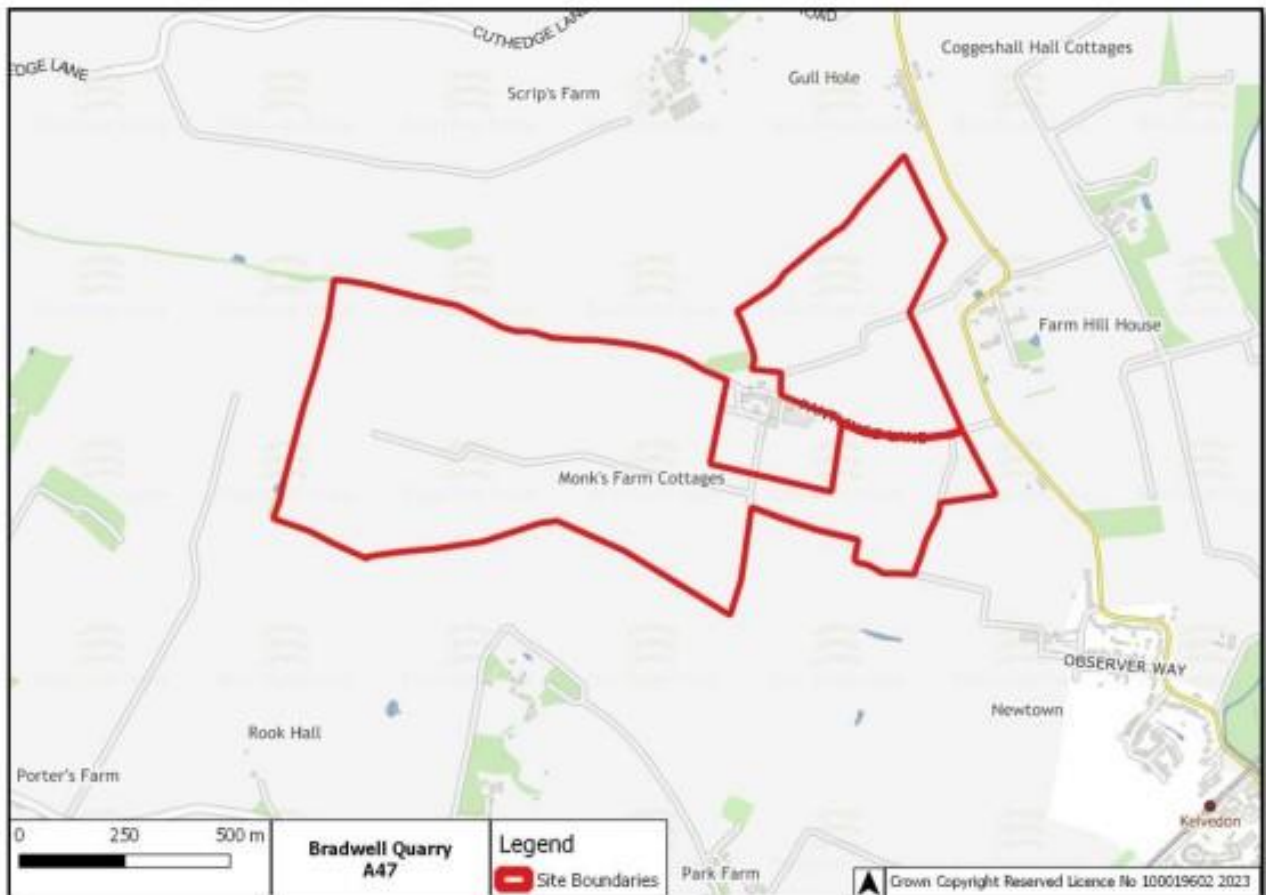 CUTHEDGE LANE
OAD
Coggeshall Hall Cottages
EDGE LANE
Gull Hole
Scrip's Farm
Farm Hill House
Monk's Farm Cottages
OBSERVER WAY
Newtown
Rook Hall
Porter's Farm
Kelvedon
0 250 500 m
Bradwell Quarry
A47
Legend
Site Boundaries
Park Farm
Crown Copyright Reserved Licence No 100019602 2023